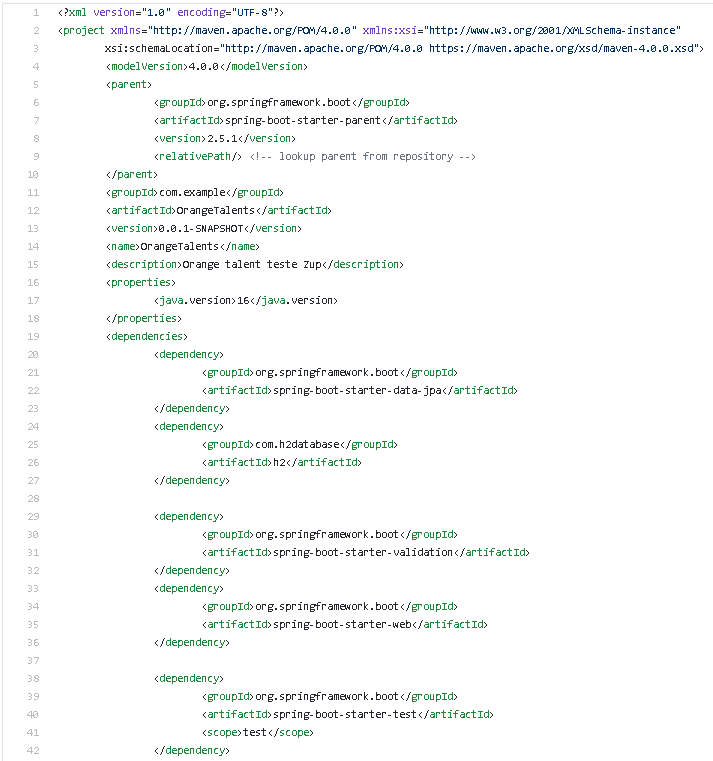 1 <?xml version="1.0" encoding="UTF-8"?>
2 <project xmlns="http://maven.apache.org/POM/4.0.0" xmlns:xsi="http://www.w3.org/2001/XMLSchema-instance"
3 xsi:schemaLocation="http://maven.apache.org/POM/4.0.0 https://maven.apache.org/xsd/maven-4.0.0.xsd">
4 <modelVersion>4.0.0</modelVersion>
5 <parent>
6 <groupId>org.springframework.boot</groupId>
7 <artifactId>spring-boot-starter-parent</artifactId>
8 <version>2.5.1</version>
9 <relativePath/> <!-- lookup parent from repository -->
10 </parent>
11 <groupId>com.example</groupId>
12 <artifactId>OrangeTalents</artifactId>
13 <version>0.0.1-SNAPSHOT</version>
14 <name>OrangeTalents</name>
15 <description>Orange talent teste Zup</description>
16 <properties>
17 <java.version>16</java.version>
18 </properties>
19 <dependencies>
20 <dependency>
21 <groupId>org.springframework.boot</groupId>
22 <artifactId>spring-boot-starter-data-jpa</artifactId>
23 </dependency>
24 <dependency>
25 <groupId>com.h2database</groupId>
26 <artifactId>h2</artifactId>
27 </dependency>
28
29 <dependency>
30 <groupId>org.springframework.boot</groupId>
31 <artifactId>spring-boot-starter-validation</artifactId>
32 </dependency>
33 <dependency>
34 <groupId>org.springframework.boot</groupId>
35 <artifactId>spring-boot-starter-web</artifactId>
36 </dependency>
37
38 <dependency>
39 <groupId>org.springframework.boot</groupId>
40 <artifactId>spring-boot-starter-test</artifactId>
41 <scope>test</scope>
42 </dependency>